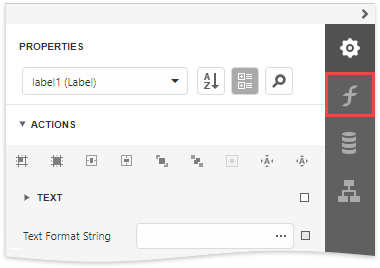 PROPERTIES
label1 (Label)
ACTIONS
TEXT
Text Format String